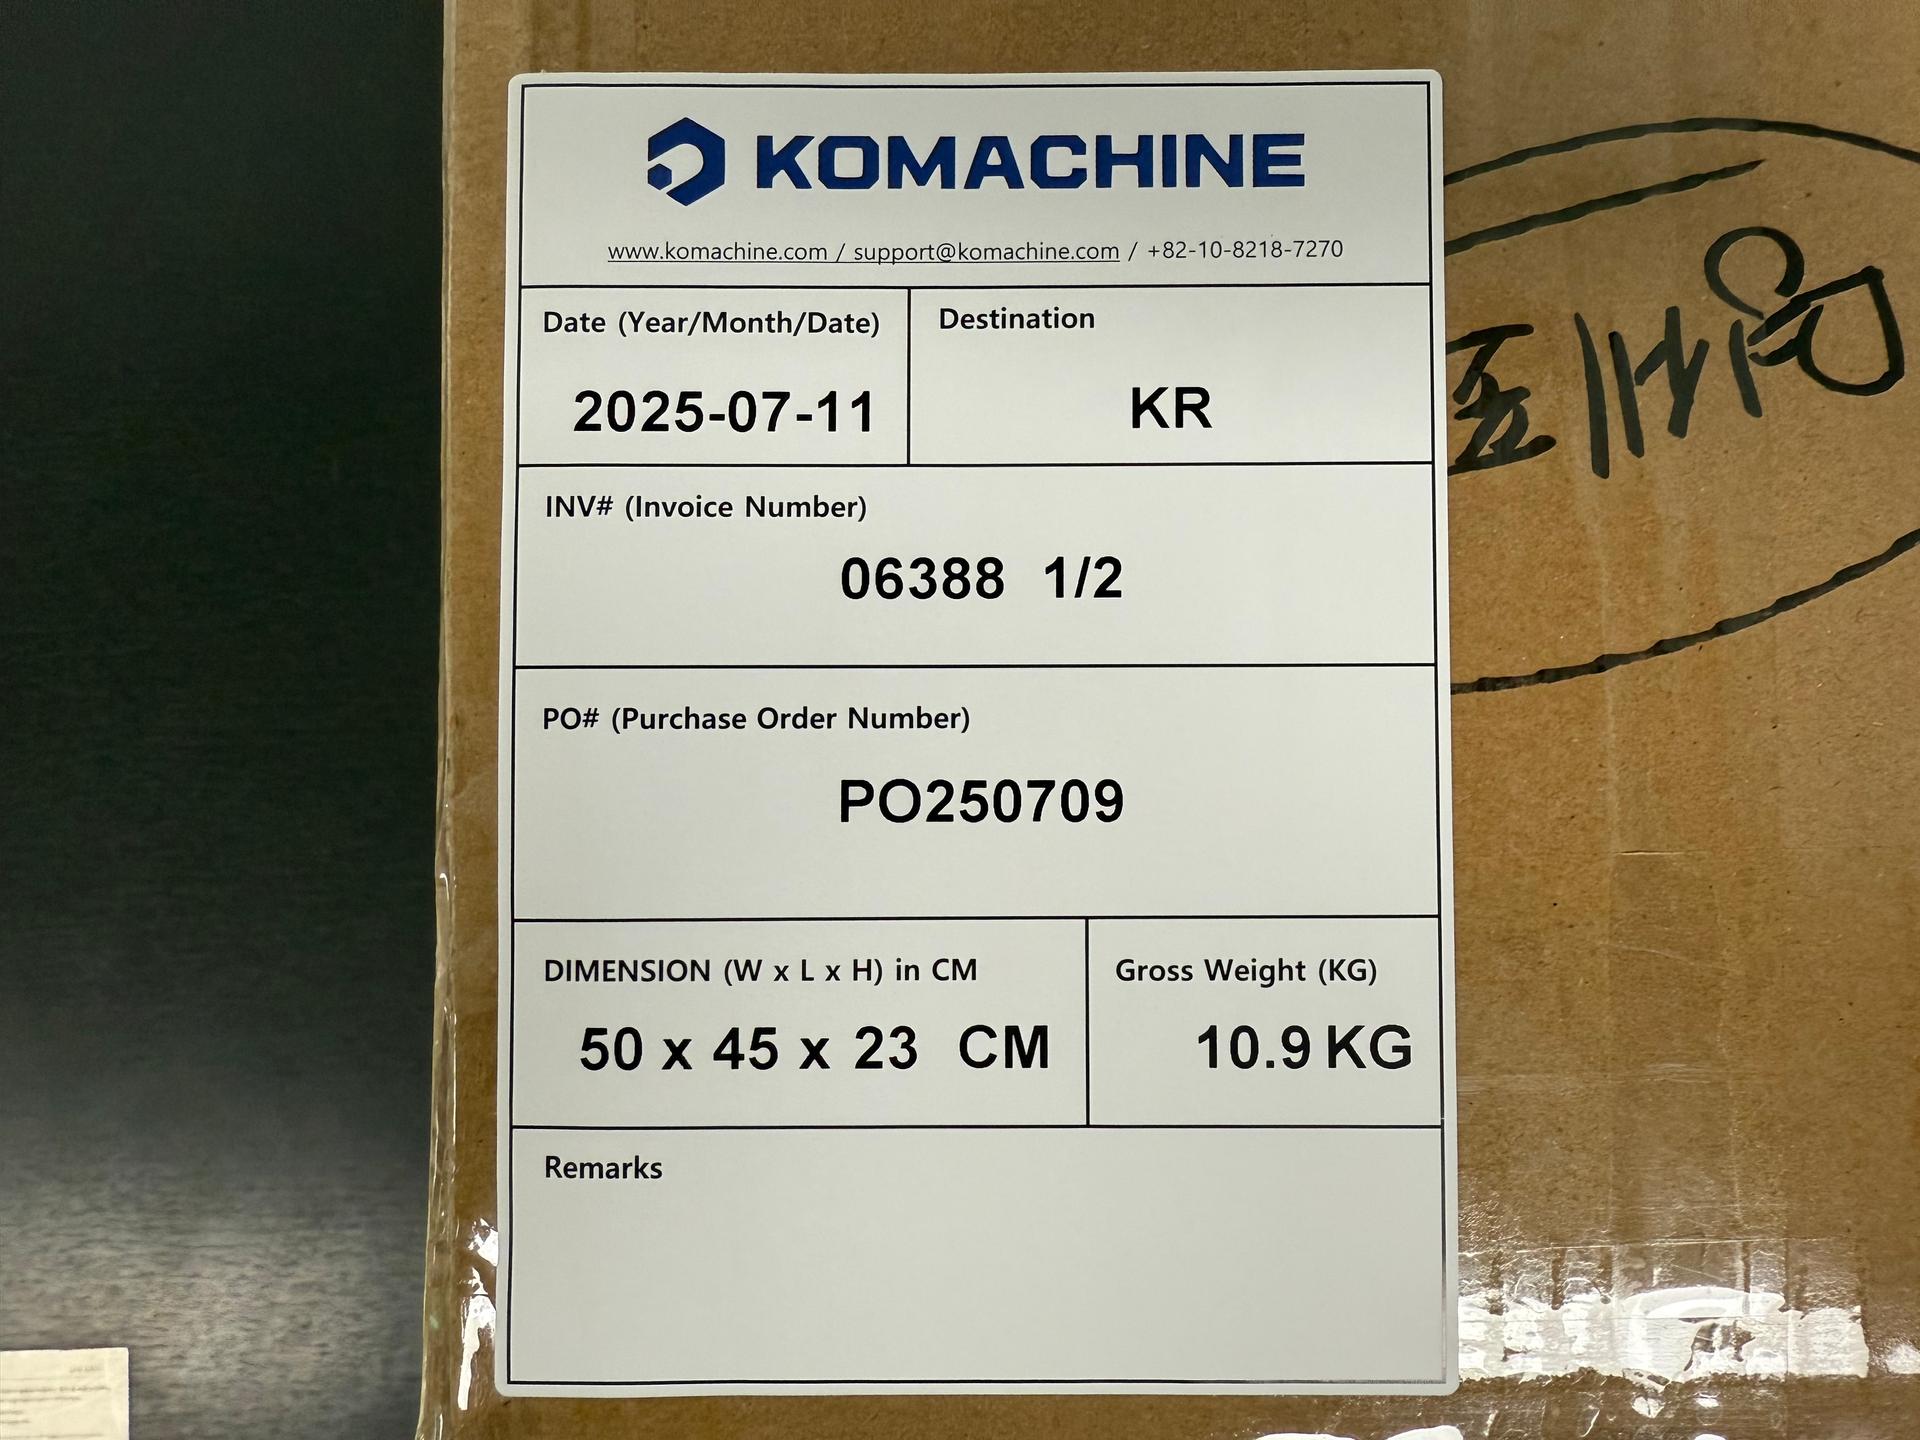 KOMACHINE
www.komachine.com / support@komachine.com / +82-10-8218-7270
Date (Year/Month/Date)
2025-07-11
Destination
KR
INV# (Invoice Number)
06388 1/2
PO# (Purchase Order Number)
PO250709
DIMENSION (W x L x H) in CM
50 x 45 x 23 CM
Gross Weight (KG)
10.9 KG
Remarks